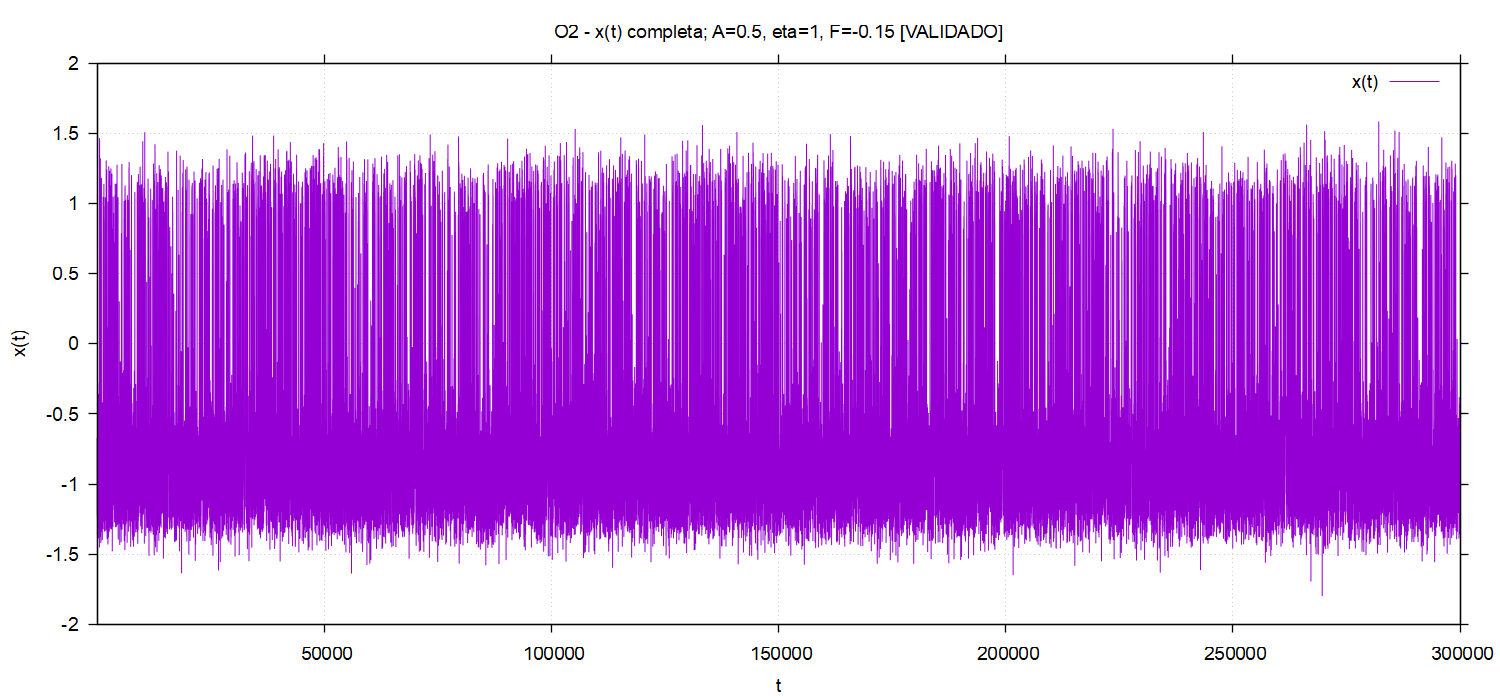 O2 - x(t) completa; A=0.5, eta=1, F=-0.15 [VALIDADO]
x(t)
2
1.5
1
0.5
0
-0.5
-1
-1.5
-2
x(t)
50000 100000 150000 200000 250000 300000
t